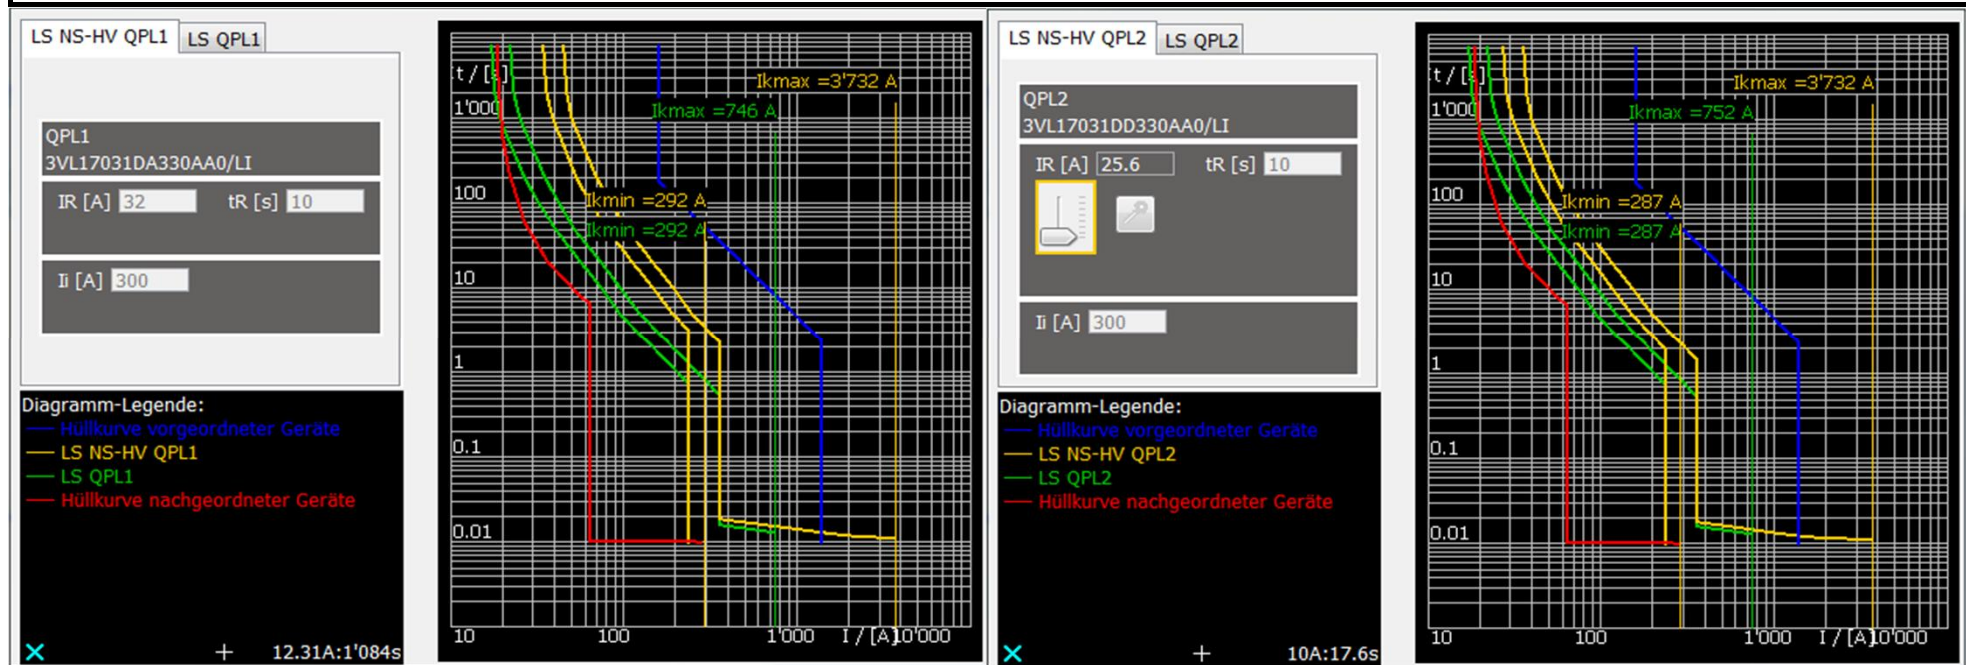 LS NS-HV QPL1
LS QPL1
QPL1
3VL17031DA330AA0/LI
IR [A] 32 tR [s] 10
Ii [A] 300
Diagramm-Legende:
Hüllkurve vorgeordneter Geräte
LS NS-HV QPL1
LS QPL1
Hüllkurve nachgeordneter Geräte
12.31A:1'084s
t / [s]
Ikmax =3'732 A
Ikmax =746 A
1'000
100
Ikmin =292 A
Ikmin =292 A
10
1
0.1
0.01
10 100 1'000 I / [A] 10'000
LS NS-HV QPL2
LS QPL2
QPL2
3VL17031DD330AA0/LI
IR [A] 25.6 tR [s] 10
Ii [A] 300
Diagramm-Legende:
Hüllkurve vorgeordneter Geräte
LS NS-HV QPL2
LS QPL2
Hüllkurve nachgeordneter Geräte
10A:17.6s
t / [s]
Ikmax =3'732 A
Ikmax =752 A
1'000
100
Ikmin =287 A
Ikmin =287 A
10
1
0.1
0.01
10 100 1'000 I / [A] 10'000